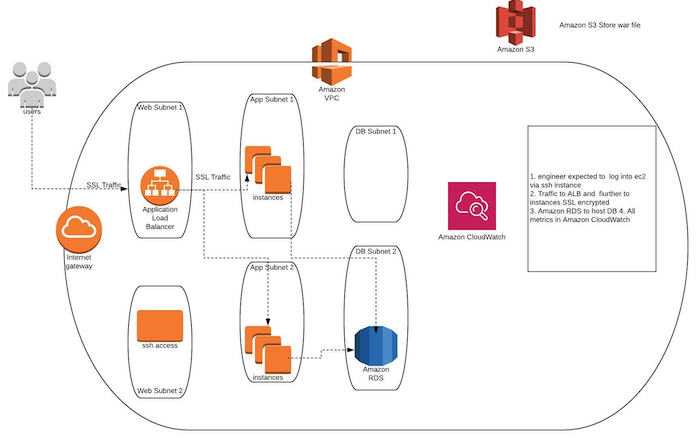 Amazon S3 Store war file
Amazon S3
Amazon
VPC
users
Web Subnet 1
App Subnet 1
DB Subnet 1
SSL Traffic
SSL Traffic
Application
Load
Balancer
instances
1. engineer expected to log into ec2
via ssh instance
2. Traffic to ALB and flurther to
instances SSL encrypted
3. Amazon RDS to host DB 4. All
metrics in Amazon CloudWatch
Amazon CloudWatch
Internet
gateway
App Subnet 2
DB Subnet 2
ssh access
instances
Amazon
RDS
Web Subnet 2